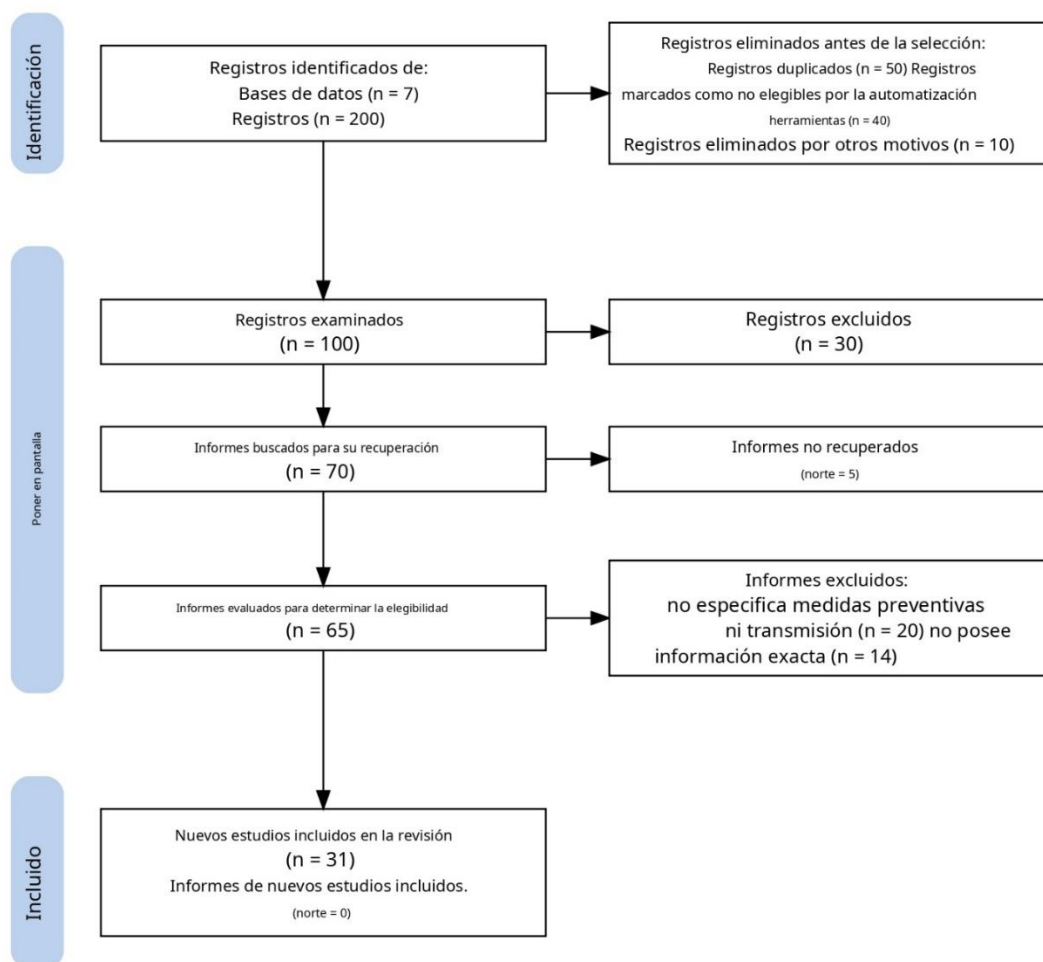 Identificación
Registros identificados de:
Bases de datos (n = 7)
Registros (n = 200)
Registros eliminados antes de la selección:
Registros duplicados (n = 50) Registros
marcados como no elegibles por la automatización
herramientas (n = 40)
Registros eliminados por otros motivos (n = 10)
Poner en pantalla
Registros examinados
(n = 100)
Registros excluidos
(n = 30)
Informes buscados para su recuperación
(n = 70)
Informes no recuperados
(norte = 5)
Informes evaluados para determinar la elegibilidad
(n = 65)
Informes excluidos:
no especifica medidas preventivas
ni transmisión (n = 20) no posee
información exacta (n = 14)
Incluido
Nuevos estudios incluidos en la revisión
(n = 31)
Informes de nuevos estudios incluidos.
(norte = 0)